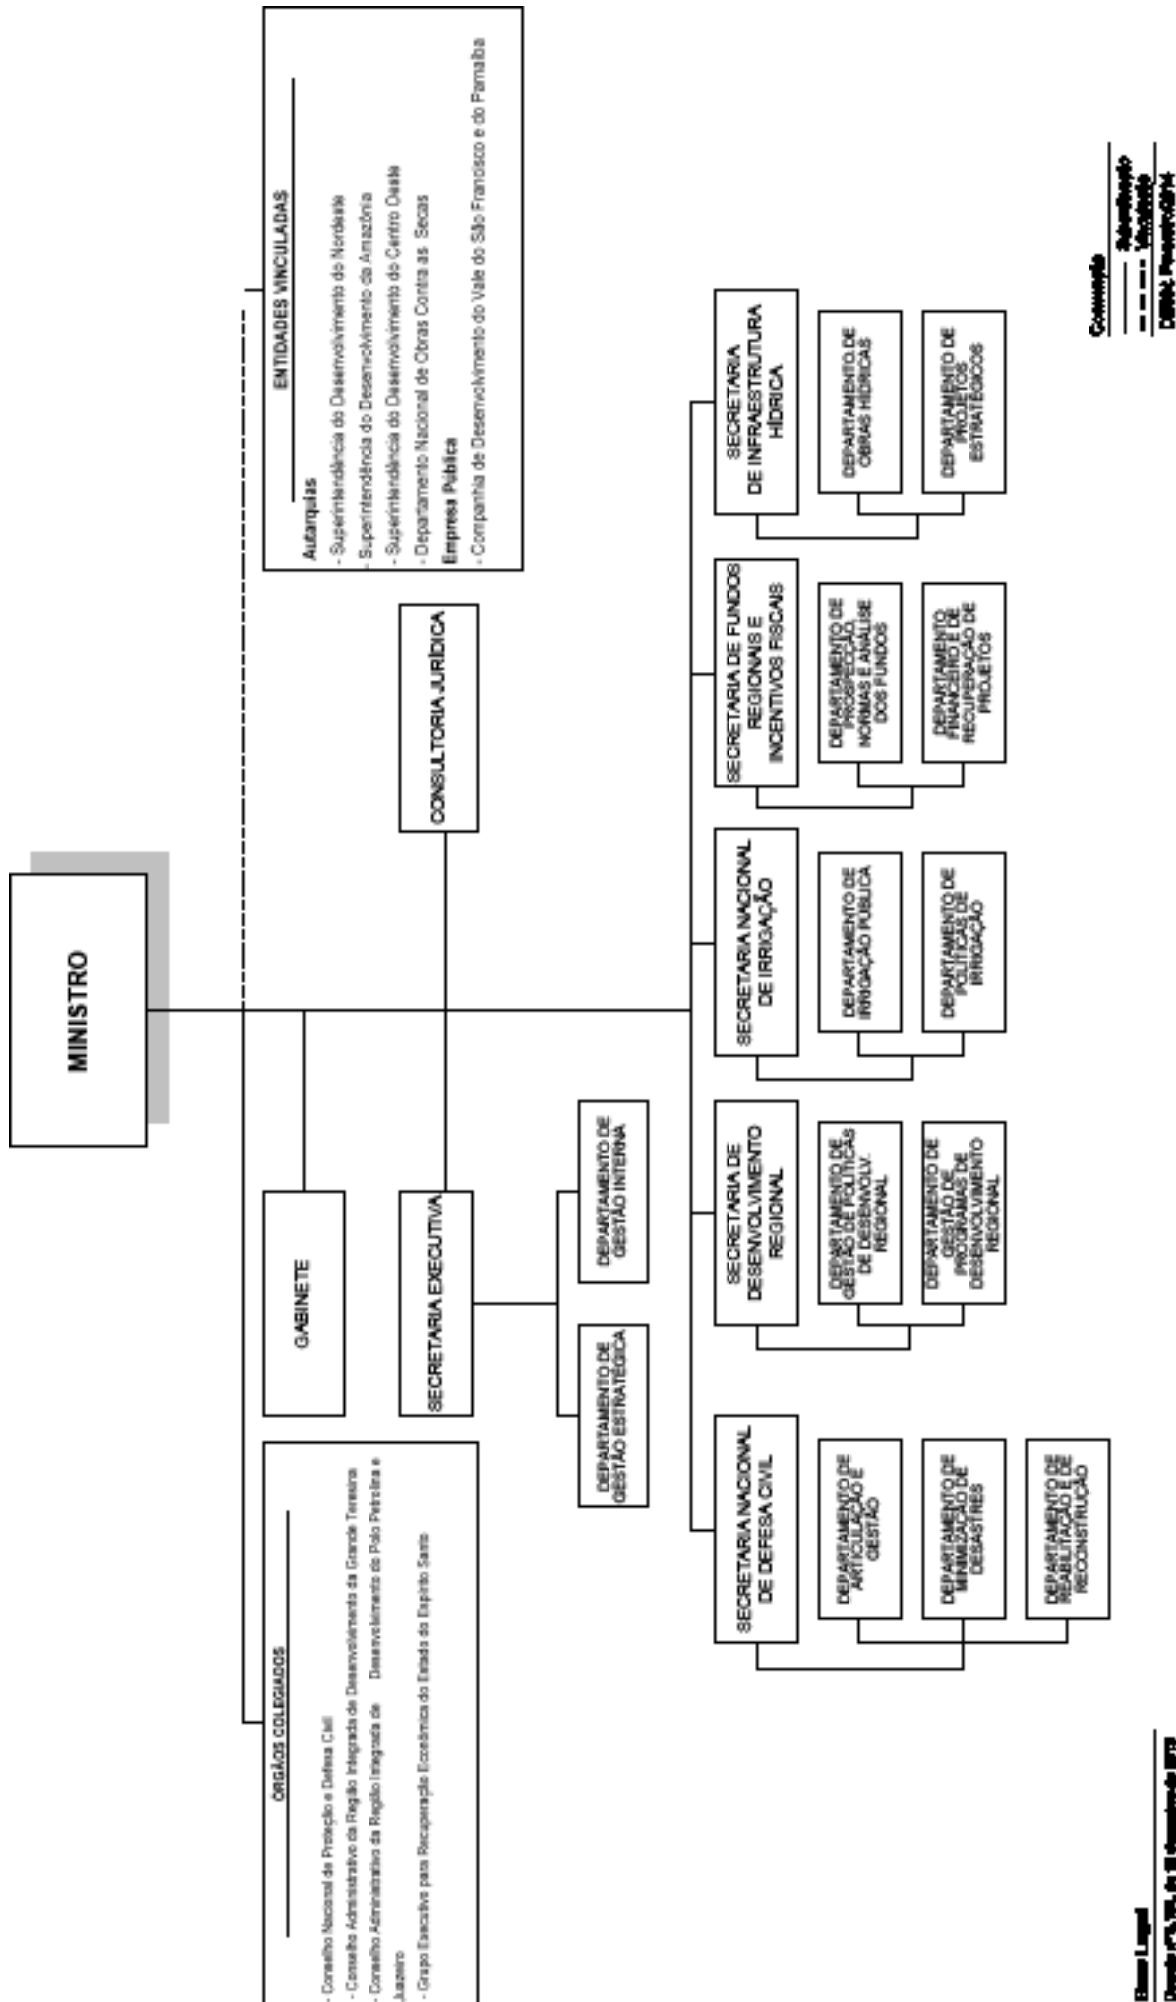 MINISTRO
ÓRGÃOS COLEGIADOS
- Conselho Nacional de Proteção e Defesa Civil
- Conselho Administrativo da Região Integrada de Desenvolvimento da Grande Teresina
- Conselho Administrativo da Região Integrada de Desenvolvimento do Polo Petrolina e
Juazeiro
- Grupo Executivo para Recuperação Econômica do Estado do Espírito Santo
GABINETE
ENTIDADES VINCULADAS
Autarquias
- Superintendência do Desenvolvimento do Nordeste
- Superintendência do Desenvolvimento da Amazônia
- Superintendência do Desenvolvimento do Centro Oeste
- Departamento Nacional de Obras Contra as Secas
Empresa Pública
- Companhia de Desenvolvimento do Vale do São Francisco e do Parnaíba
SECRETARIA EXECUTIVA
CONSULTORIA JURÍDICA
DEPARTAMENTO DE
GESTÃO ESTRATÉGICA
DEPARTAMENTO DE
GESTÃO INTERNA
SECRETARIA NACIONAL
DE DEFESA CIVIL
DEPARTAMENTO DE
ARTICULAÇÃO E
GESTÃO
DEPARTAMENTO DE
MINIMIZAÇÃO DE
DESASTRES
DEPARTAMENTO DE
REABILITAÇÃO E DE
RECONSTRUÇÃO
SECRETARIA DE
DESENVOLVIMENTO
REGIONAL
DEPARTAMENTO DE
GESTÃO DE POLÍTICAS
DE DESENVOLV.
REGIONAL
DEPARTAMENTO DE
GESTÃO DE
PROGRAMAS DE
DESENVOLVIMENTO
REGIONAL
SECRETARIA NACIONAL
DE IRRIGAÇÃO
DEPARTAMENTO DE
IRRIGAÇÃO PÚBLICA
DEPARTAMENTO DE
POLÍTICAS DE
IRRIGAÇÃO
SECRETARIA DE FUNDOS
REGIONAIS E
INCENTIVOS FISCAIS
DEPARTAMENTO DE
PROSPECÇÃO,
NORMAS E ANÁLISE
DOS FUNDOS
DEPARTAMENTO
FINANCEIRO E DE
RECUPERAÇÃO DE
PROJETOS
SECRETARIA
DE INFRAESTRUTURA
HÍDRICA
DEPARTAMENTO DE
OBRAS HÍDRICAS
DEPARTAMENTO DE
PROJETOS
ESTRATÉGICOS
Base Legal
Convenção
Subordinação
Vinculação